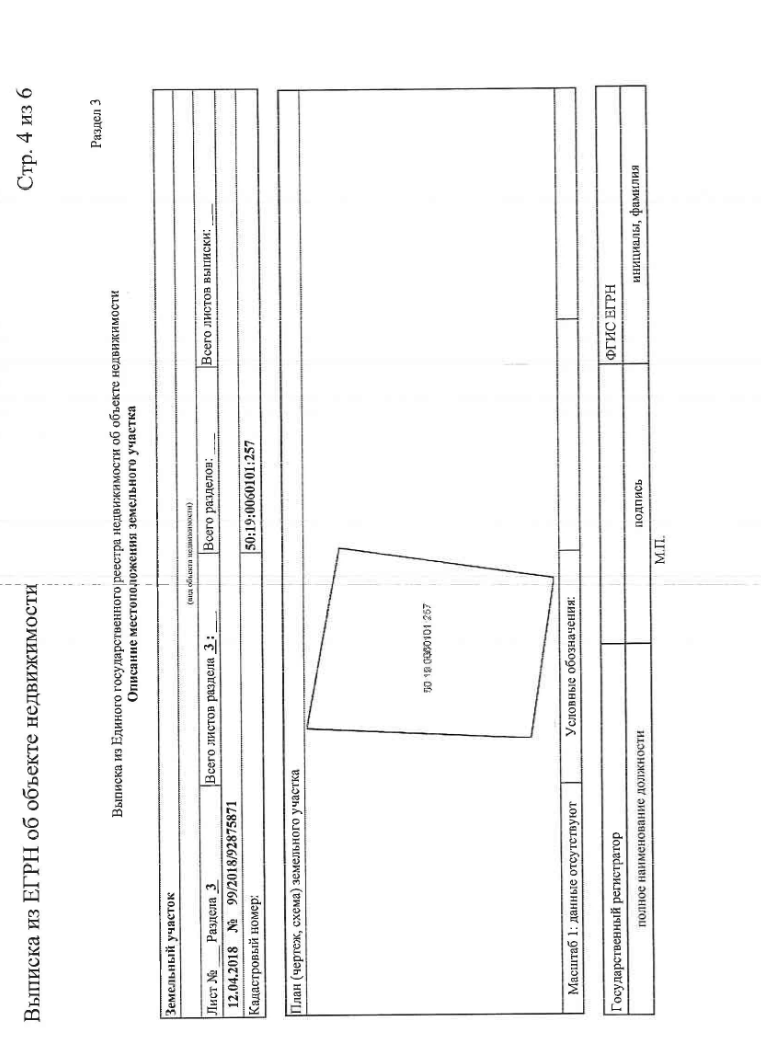 Выписка из ЕГРН об объекте недвижимости Стр. 4 из 6
Раздел 3
Выписка из Единого государственного реестра недвижимости об объекте недвижимости
Описание местоположения земельного участка
Земельный участок
(вид объекта недвижимости)
Лист № ___ Раздела 3 Всего листов раздела 3 : ___ Всего разделов: ___ Всего листов выписки: ___
12.04.2018 № 99/2018/92875871
Кадастровый номер: 50:19:0060101:257
План (чертеж, схема) земельного участка
50:19:0060101:257
Масштаб 1: данные отсутствуют Условные обозначения:
Государственный регистратор ФГИС ЕГРН
полное наименование должности подпись инициалы, фамилия
М.П.